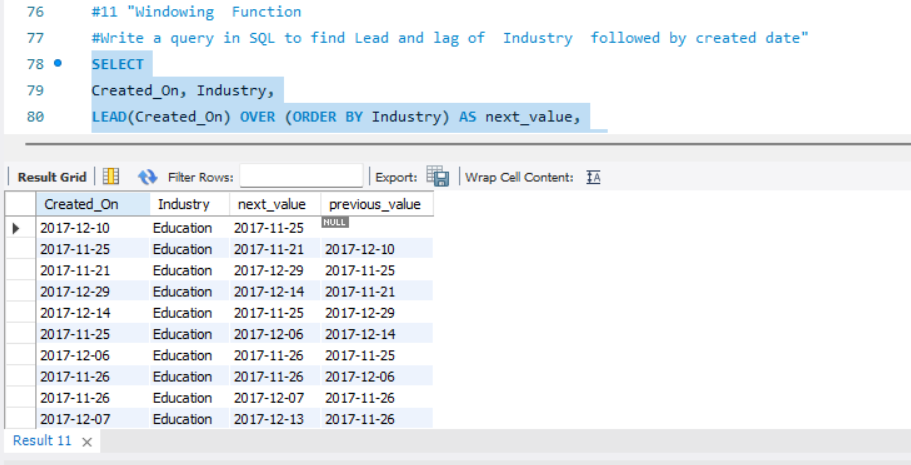 76 #11 "Windowing Function
77 #Write a query in SQL to find Lead and lag of Industry followed by created date"
78 SELECT
79 Created_On, Industry,
80 LEAD(Created_On) OVER (ORDER BY Industry) AS next_value,
Result Grid Filter Rows: Export: Wrap Cell Content:
Created_On Industry next_value previous_value
2017-12-10 Education 2017-11-25 NULL
2017-11-25 Education 2017-11-21 2017-12-10
2017-11-21 Education 2017-12-29 2017-11-25
2017-12-29 Education 2017-12-14 2017-11-21
2017-12-14 Education 2017-11-25 2017-12-29
2017-11-25 Education 2017-12-06 2017-12-14
2017-12-06 Education 2017-11-26 2017-11-25
2017-11-26 Education 2017-11-26 2017-12-06
2017-11-26 Education 2017-12-07 2017-11-26
2017-12-07 Education 2017-12-13 2017-11-26
Result 11